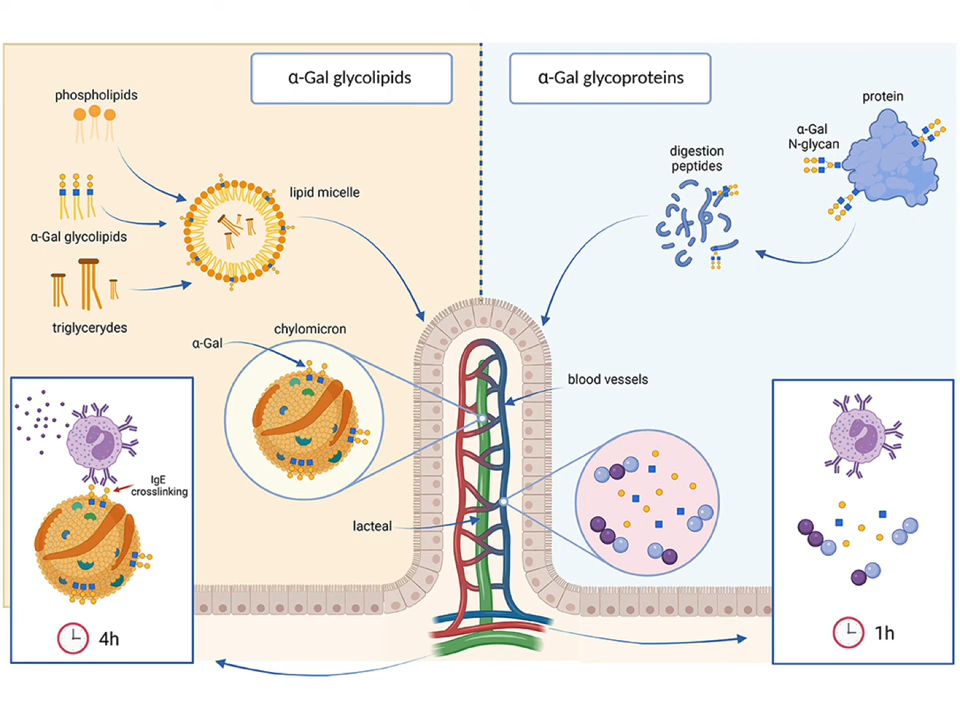 α-Gal glycolipids
α-Gal glycoproteins
phospholipids
α-Gal glycolipids
triglycerydes
lipid micelle
protein
α-Gal
N-glycan
digestion
peptides
chylomicron
α-Gal
blood vessels
lacteal
IgE
crosslinking
4h
1h